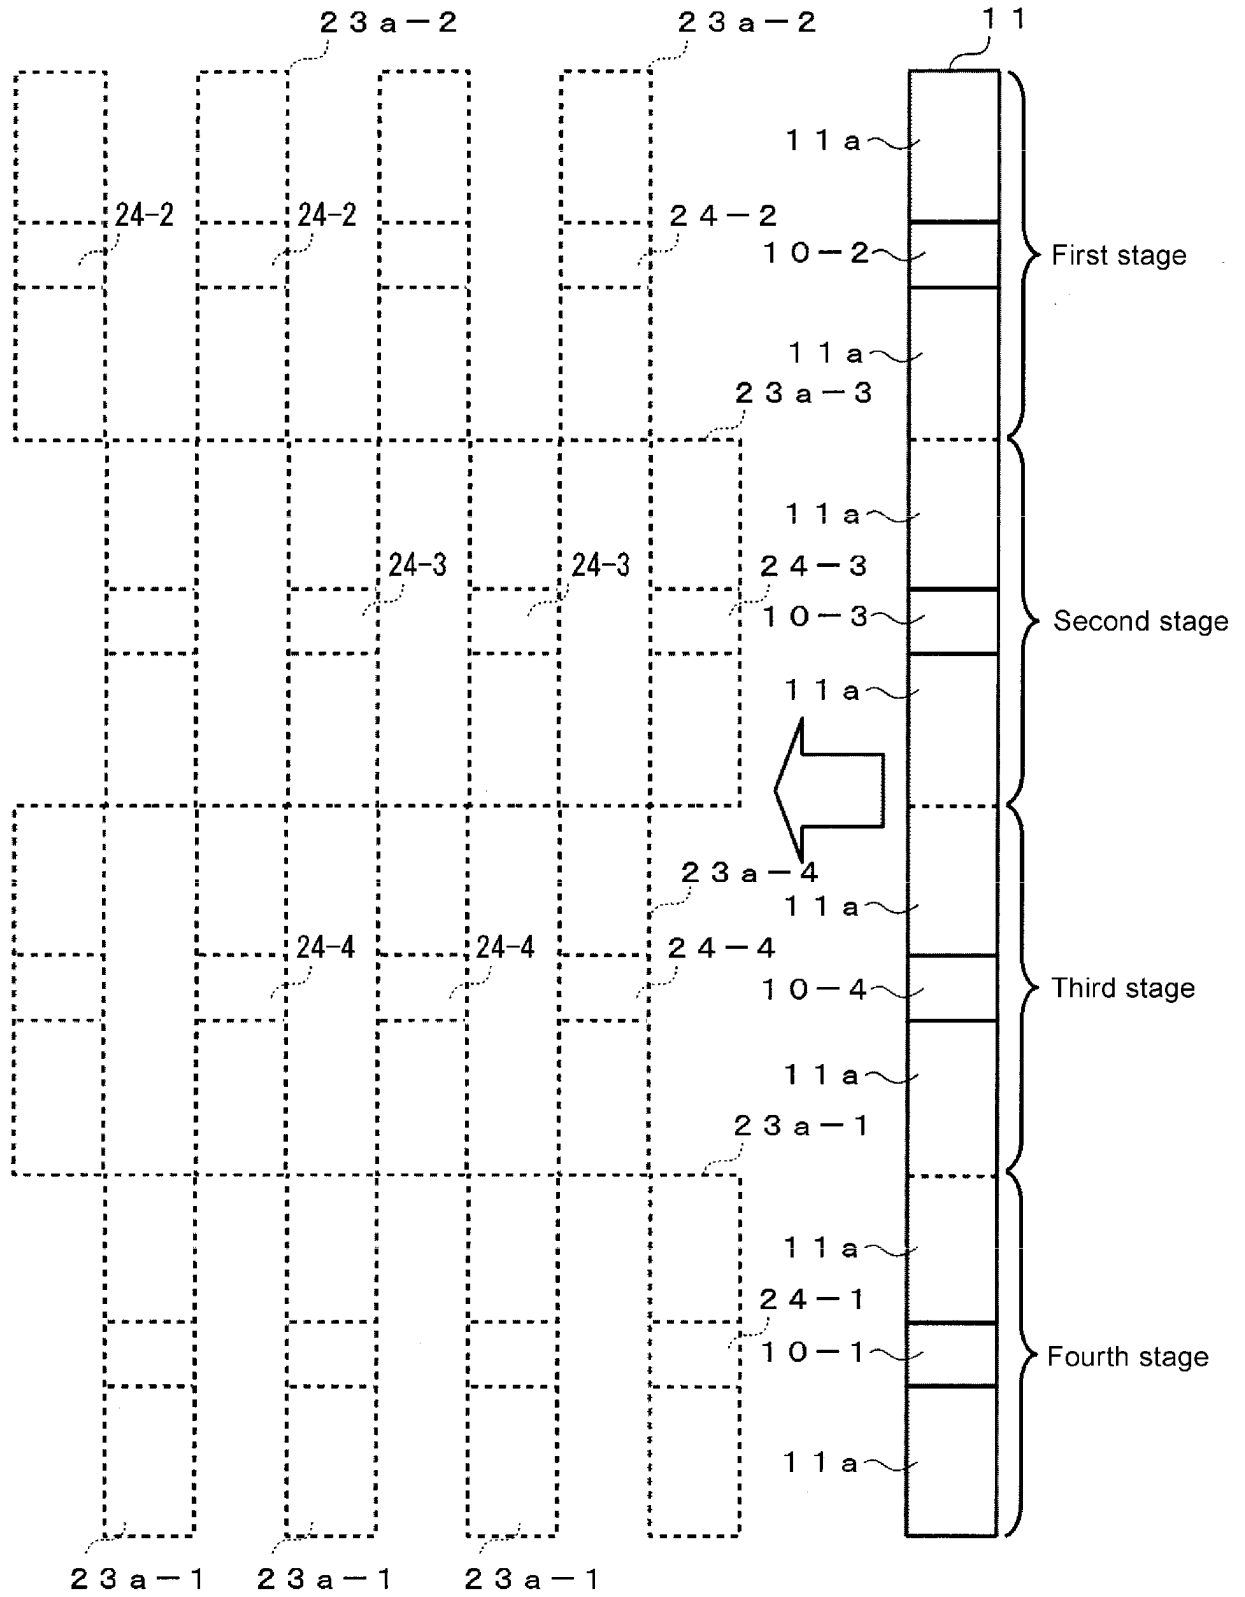 23a-2 23a-2 11
11a
24-2 24-2 24-2
10-2 First stage
11a
23a-3
11a
24-3 24-3 24-3
10-3 Second stage
11a
23a-4
11a
24-4 24-4 24-4
10-4 Third stage
11a
23a-1
11a
24-1
10-1 Fourth stage
11a
23a-1 23a-1 23a-1